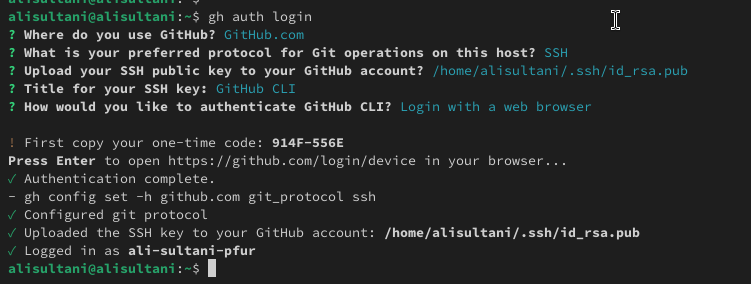 alisultani@alisultani:~$ gh auth login
? Where do you use GitHub? GitHub.com
? What is your preferred protocol for Git operations on this host? SSH
? Upload your SSH public key to your GitHub account? /home/alisultani/.ssh/id_rsa.pub
? Title for your SSH key: GitHub CLI
? How would you like to authenticate GitHub CLI? Login with a web browser
! First copy your one-time code: 914F-556E
Press Enter to open https://github.com/login/device in your browser...
✓ Authentication complete.
- gh config set -h github.com git_protocol ssh
✓ Configured git protocol
✓ Uploaded the SSH key to your GitHub account: /home/alisultani/.ssh/id_rsa.pub
✓ Logged in as ali-sultani-pfur
alisultani@alisultani:~$